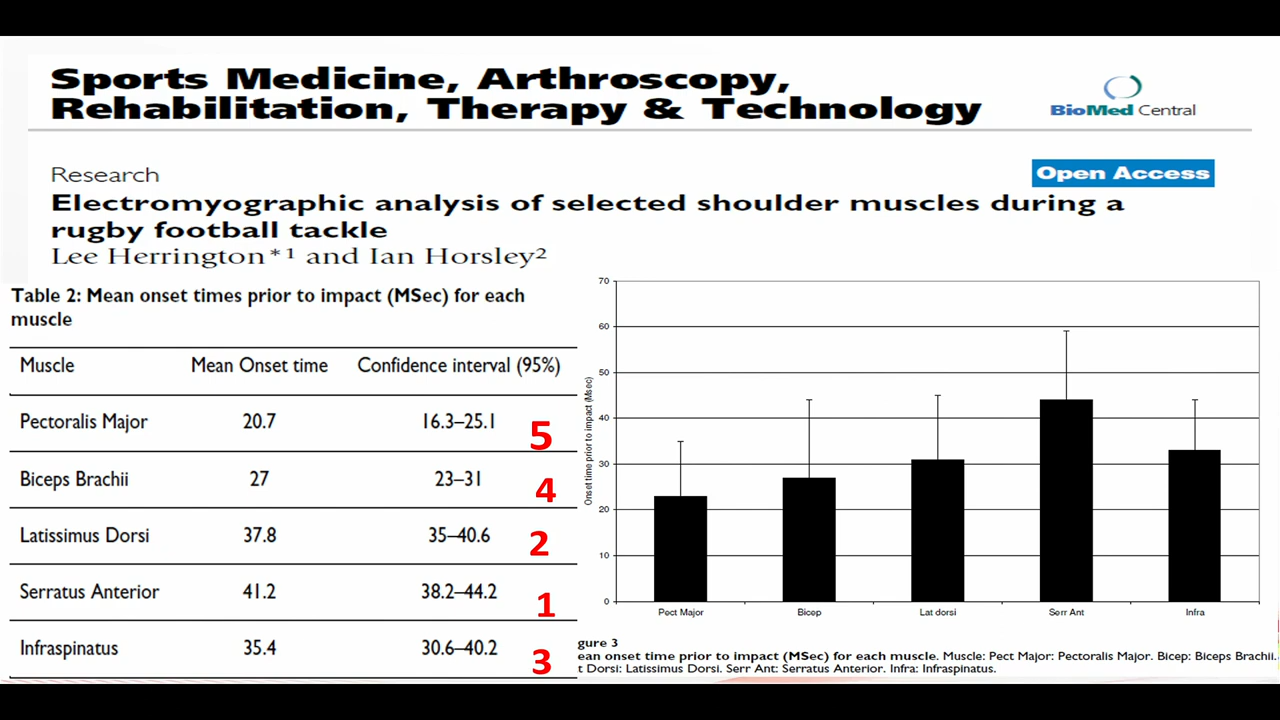 Sports Medicine, Arthroscopy,
Rehabilitation, Therapy & Technology
BioMed Central
Research
Open Access
Electromyographic analysis of selected shoulder muscles during a
rugby football tackle
Lee Herrington*1 and Ian Horsley2
Table 2: Mean onset times prior to impact (MSec) for each
muscle
Muscle Mean Onset time Confidence interval (95%)
Pectoralis Major 20.7 16.3–25.1 5
Biceps Brachii 27 23–31 4
Latissimus Dorsi 37.8 35–40.6 2
Serratus Anterior 41.2 38.2–44.2 1
Infraspinatus 35.4 30.6–40.2 3
Onset time prior to impact (Msec)
70
60
50
40
30
20
10
0
Pect Major Bicep Lat dorsi Serr Ant Infra
gure 3
ean onset time prior to impact (MSec) for each muscle. Muscle: Pect Major: Pectoralis Major. Bicep: Biceps Brachii.
t Dorsi: Latissimus Dorsi. Serr Ant: Serratus Anterior. Infra: Infraspinatus.